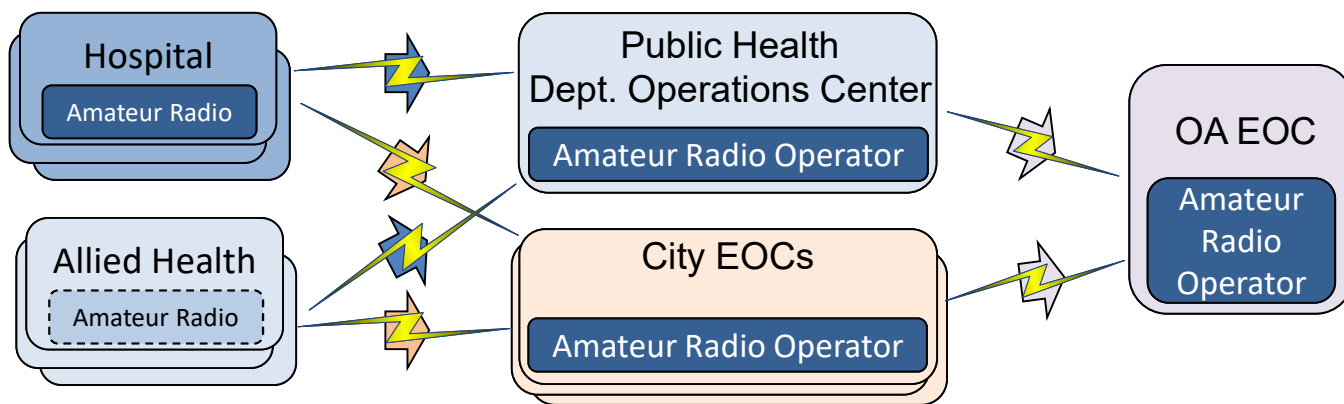 Hospital
Amateur Radio
Allied Health
Amateur Radio
Public Health
Dept. Operations Center
Amateur Radio Operator
City EOCs
Amateur Radio Operator
OA EOC
Amateur
Radio
Operator